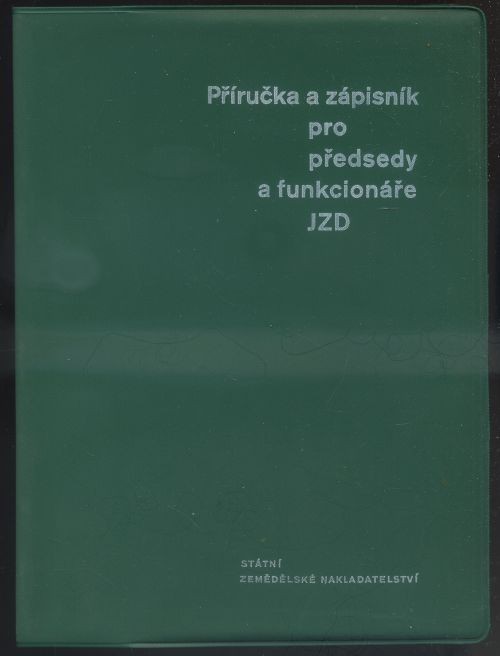 Příručka a zápisník
pro
předsedy
a funkcionáře
JZD
STÁTNÍ
ZEMĚDĚLSKÉ NAKLADATELSTVÍ